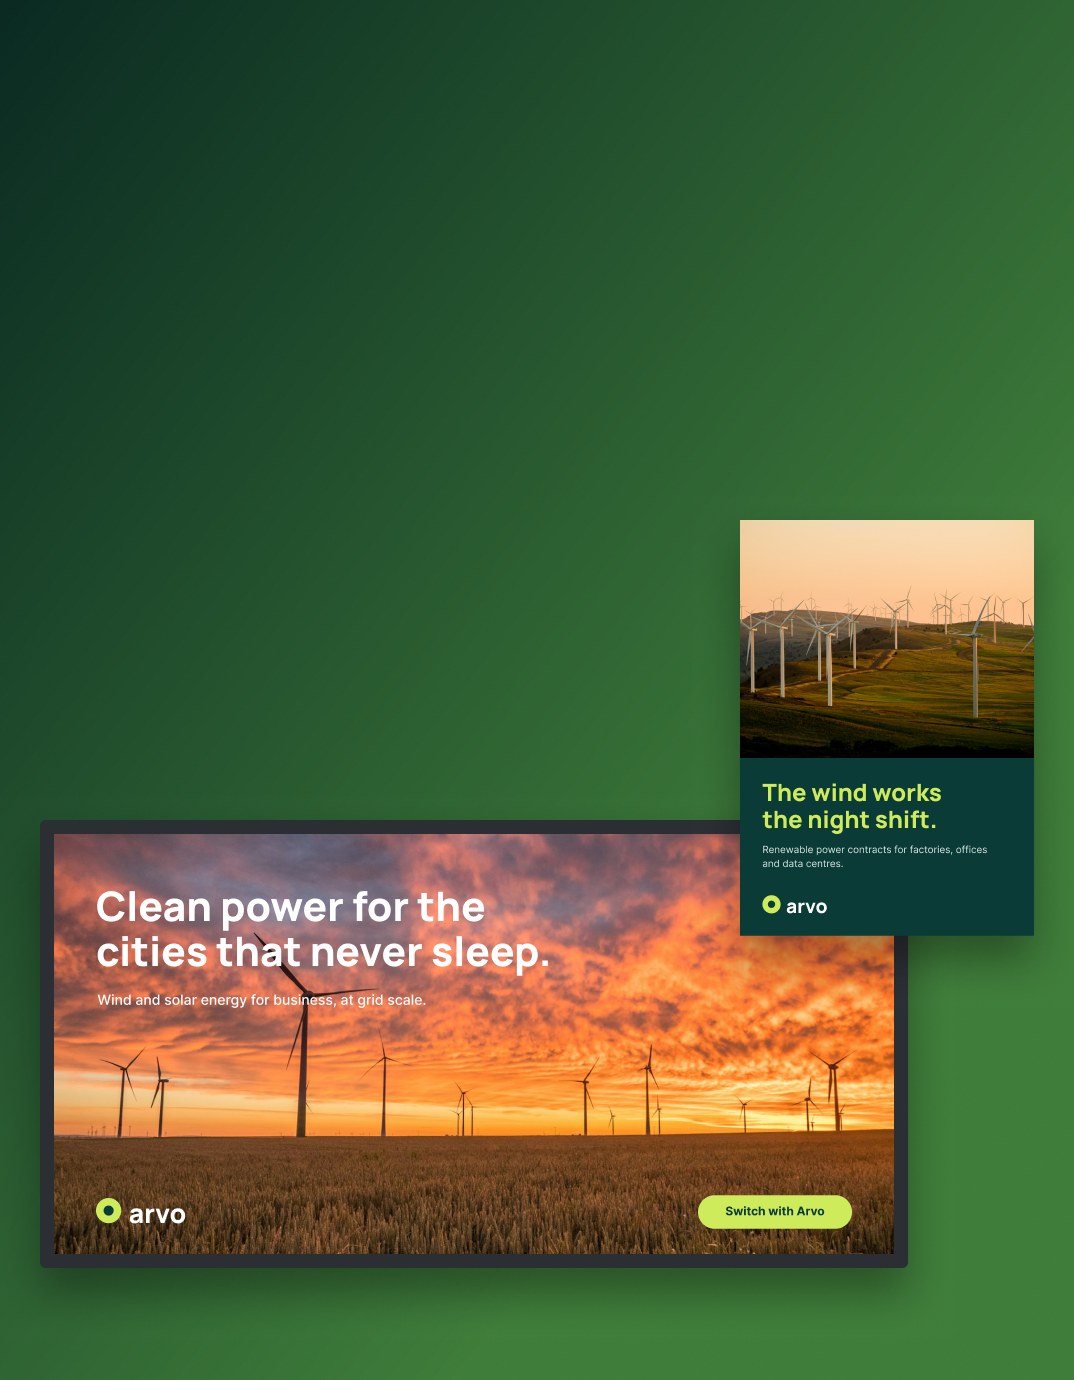 The wind works
the night shift.
Renewable power contracts for factories, offices
and data centres.
arvo
Clean power for the
cities that never sleep.
Wind and solar energy for business, at grid scale.
arvo
Switch with Arvo